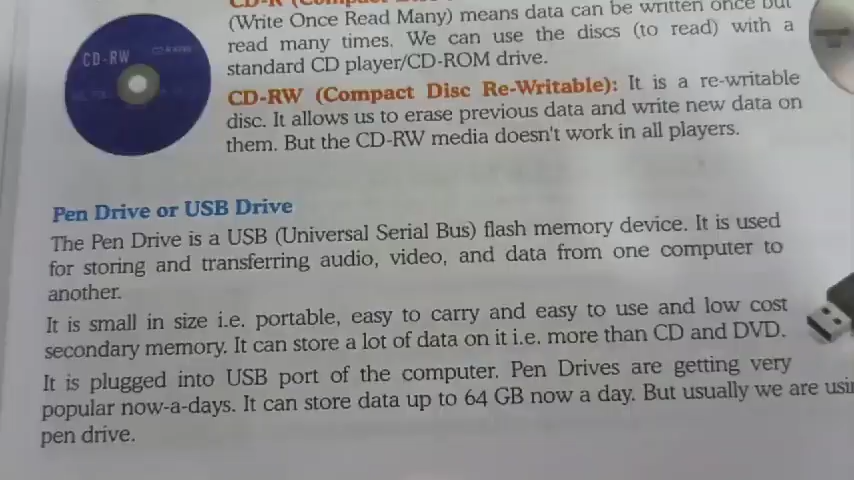 CD-R (Compact
(Write Once Read Many) means data can be written once but
read many times. We can use the discs (to read) with a
standard CD player/CD-ROM drive.
CD-RW
CD-RW (Compact Disc Re-Writable): It is a re-writable
disc. It allows us to erase previous data and write new data on
them. But the CD-RW media doesn't work in all players.
Pen Drive or USB Drive
The Pen Drive is a USB (Universal Serial Bus) flash memory device. It is used
for storing and transferring audio, video, and data from one computer to
another.
It is small in size i.e. portable, easy to carry and easy to use and low cost
secondary memory. It can store a lot of data on it i.e. more than CD and DVD.
It is plugged into USB port of the computer. Pen Drives are getting very
popular now-a-days. It can store data up to 64 GB now a day. But usually we are usi
pen drive.